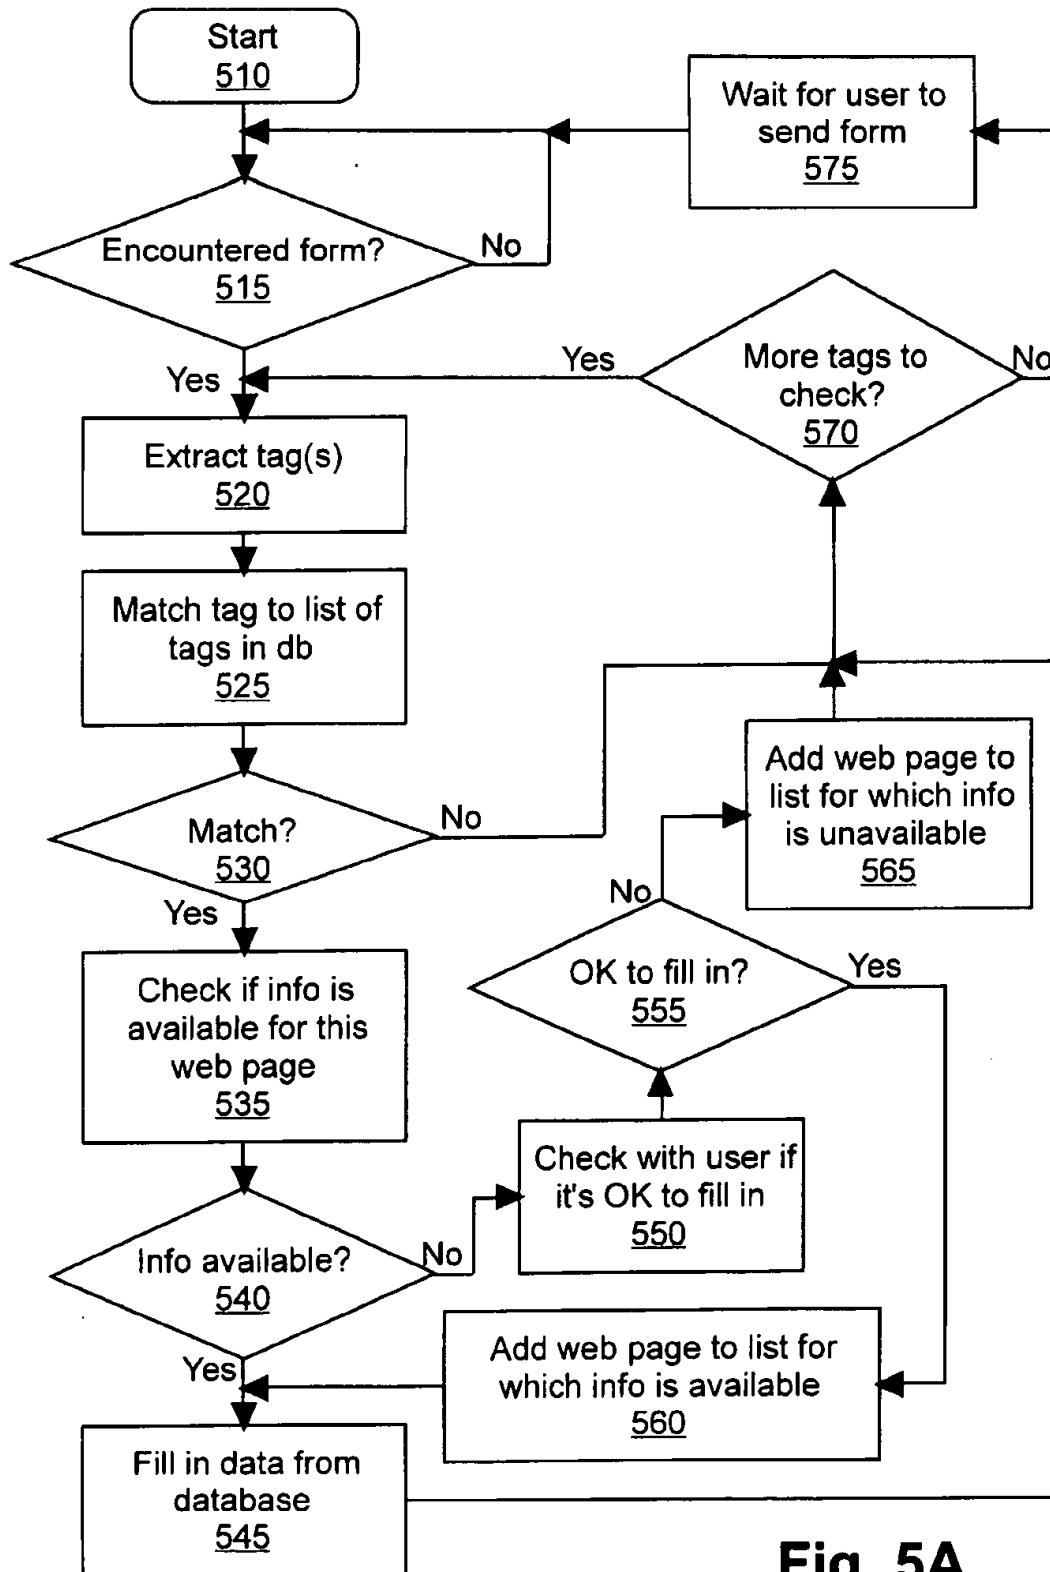 Start
510
Wait for user to
send form
575
Encountered form?
515
No
More tags to
check?
570
Yes
No
Yes
Extract tag(s)
520
Match tag to list of
tags in db
525
Match?
530
No
Yes
Add web page to
list for which info
is unavailable
565
No
OK to fill in?
555
Yes
Check if info is
available for this
web page
535
Check with user if
it's OK to fill in
550
Info available?
540
No
Yes
Add web page to list for
which info is available
560
Fill in data from
database
545
Fig. 5A